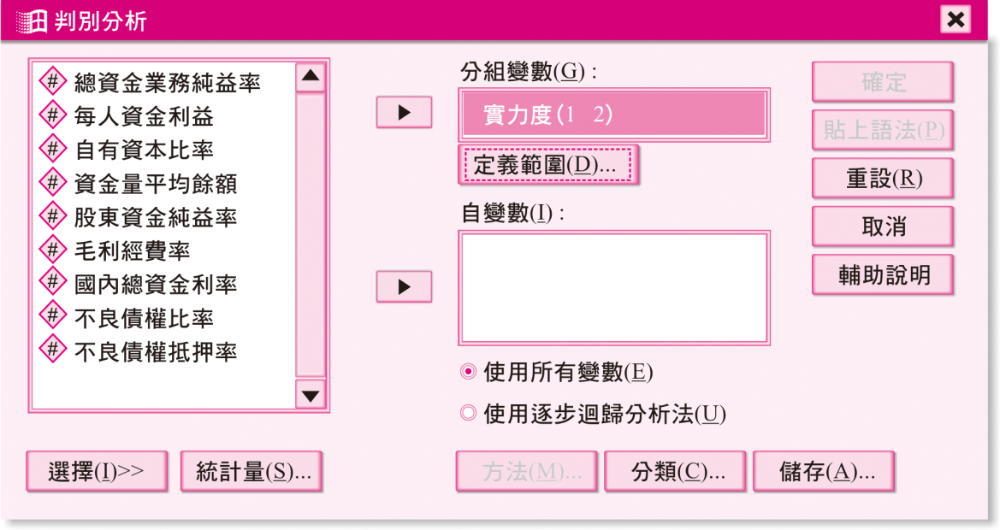 判別分析
# 總資金業務純益率
# 每人資金利益
# 自有資本比率
# 資金量平均餘額
# 股東資金純益率
# 毛利經費率
# 國內總資金利率
# 不良債權比率
# 不良債權抵押率
分組變數(G):
實力度(1 2)
定義範圍(D)...
自變數(I):
使用所有變數(E)
使用逐步迴歸分析法(U)
確定
貼上語法(P)
重設(R)
取消
輔助說明
選擇(I)>>
統計量(S)...
方法(M)...
分類(C)...
儲存(A)...